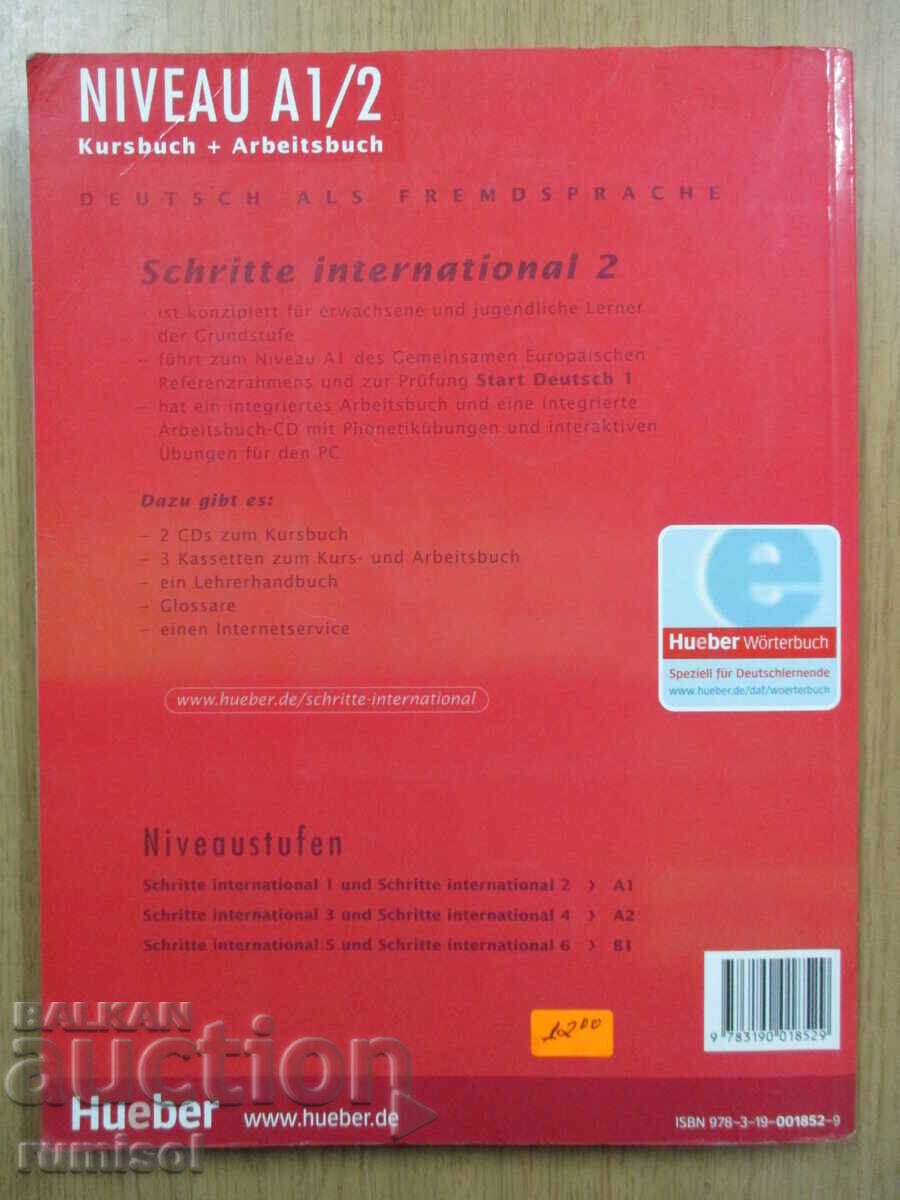 NIVEAU A1/2
Kursbuch + Arbeitsbuch
DEUTSCH ALS FREMDSPRACHE
Schritte international 2
– ist konzipiert für erwachsene und jugendliche Lerner
der Grundstufe
– führt zum Niveau A1 des Gemeinsamen Europäischen
Referenzrahmens und zur Prüfung Start Deutsch 1
– hat ein integriertes Arbeitsbuch und eine integrierte
Arbeitsbuch-CD mit Phonetikübungen und interaktiven
Übungen für den PC
Dazu gibt es:
– 2 CDs zum Kursbuch
– 3 Kassetten zum Kurs- und Arbeitsbuch
– ein Lehrerhandbuch
– Glossare
– einen Internetservice
www.hueber.de/schritte-international
e
Hueber Wörterbuch
Speziell für Deutschlernende
www.hueber.de/daf/woerterbuch
Niveaustufen
Schritte international 1 und Schritte international 2 > A1
Schritte international 3 und Schritte international 4 > A2
Schritte international 5 und Schritte international 6 > B1
1200
9 783190 018529
BALKAN
auction
Hueber www.hueber.de
ISBN 978-3-19-001852-9
rumisol